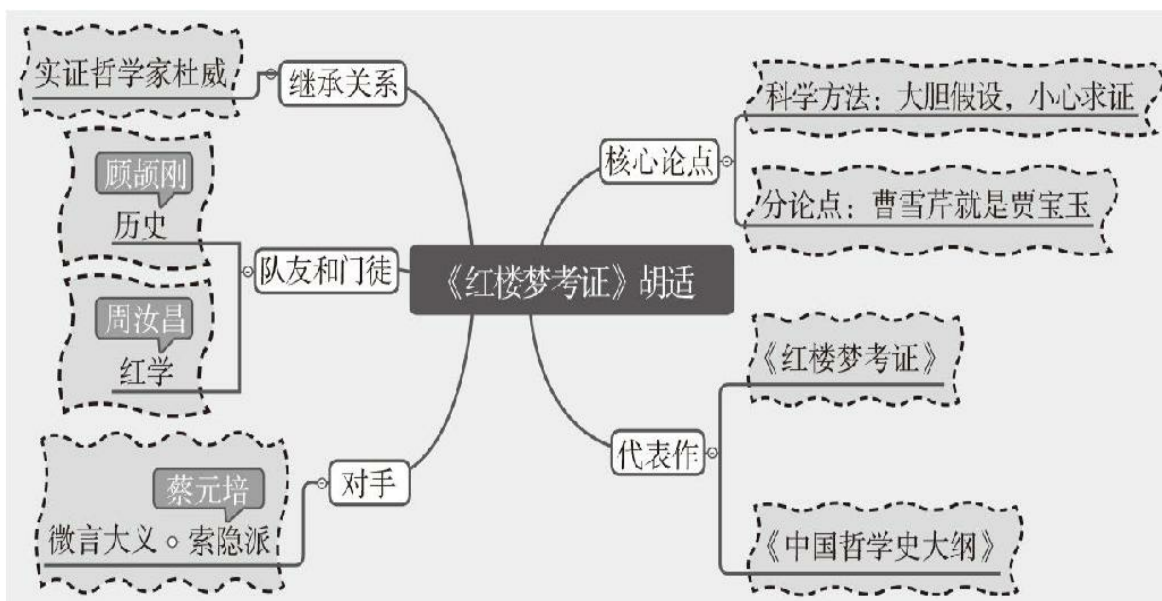 《红楼梦考证》胡适
继承关系
实证哲学家杜威
队友和门徒
顾颉刚
历史
周汝昌
红学
对手
蔡元培
微言大义。索隐派
核心论点
科学方法：大胆假设，小心求证
分论点：曹雪芹就是贾宝玉
代表作
《红楼梦考证》
《中国哲学史大纲》